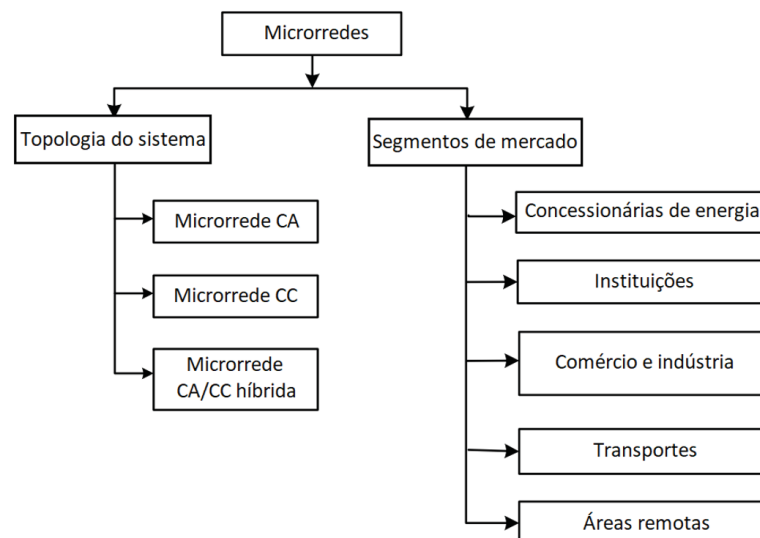 Microrredes
Topologia do sistema
Microrrede CA
Microrrede CC
Microrrede
CA/CC híbrida
Segmentos de mercado
Concessionárias de energia
Instituições
Comércio e indústria
Transportes
Áreas remotas